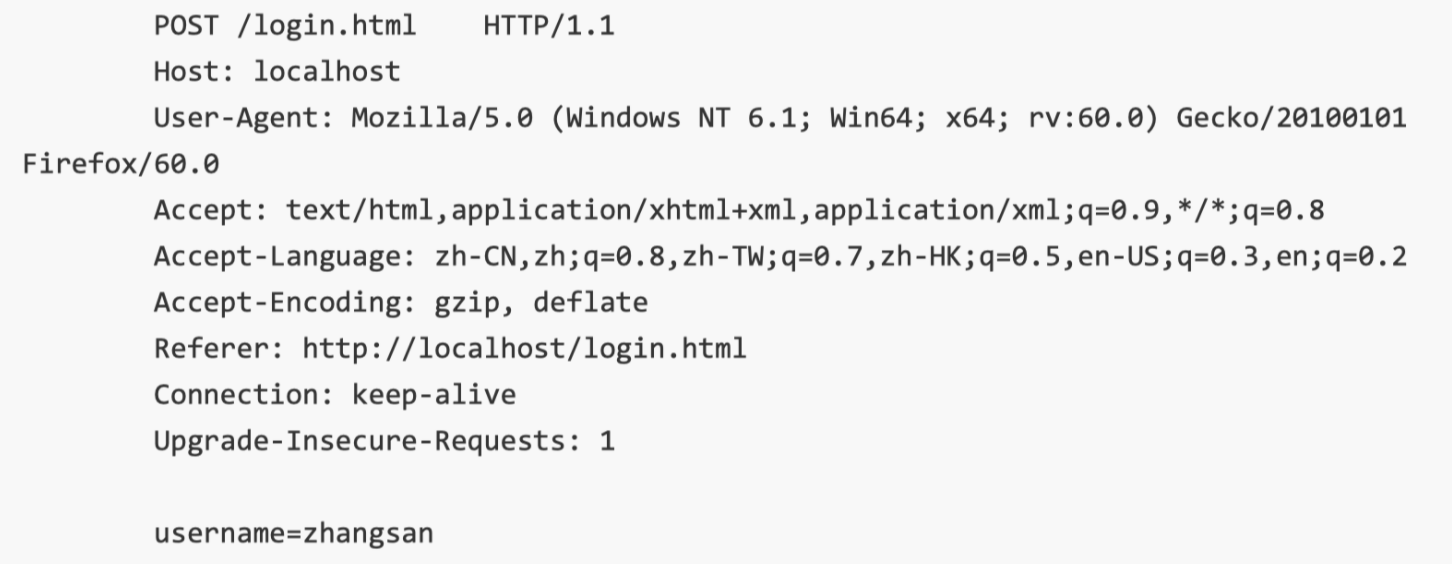 POST /login.html    HTTP/1.1
Host: localhost
User-Agent: Mozilla/5.0 (Windows NT 6.1; Win64; x64; rv:60.0) Gecko/20100101
Firefox/60.0
Accept: text/html,application/xhtml+xml,application/xml;q=0.9,*/*;q=0.8
Accept-Language: zh-CN,zh;q=0.8,zh-TW;q=0.7,zh-HK;q=0.5,en-US;q=0.3,en;q=0.2
Accept-Encoding: gzip, deflate
Referer: http://localhost/login.html
Connection: keep-alive
Upgrade-Insecure-Requests: 1

username=zhangsan